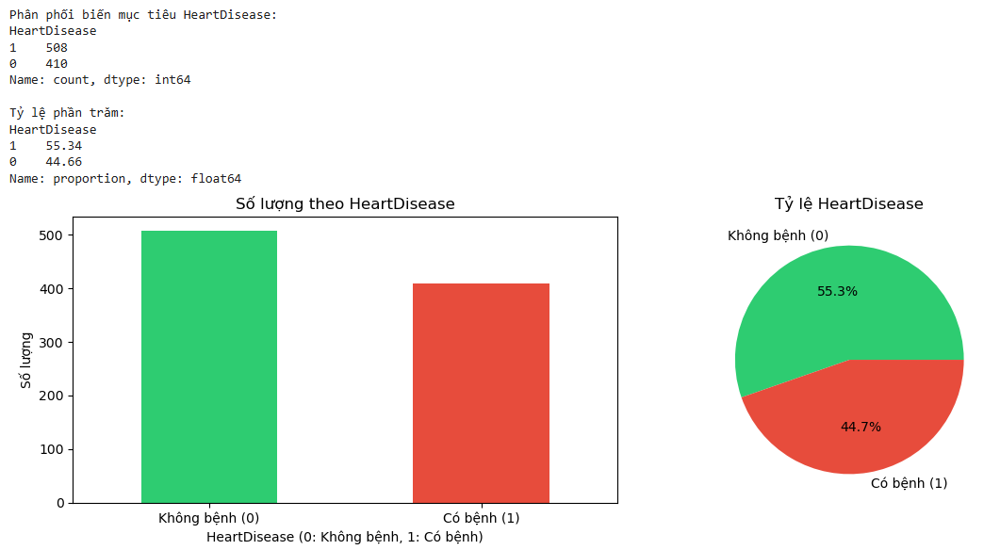 Phân phối biến mục tiêu HeartDisease:
HeartDisease
1    508
0    410
Name: count, dtype: int64
Tỷ lệ phần trăm:
HeartDisease
1    55.34
0    44.66
Name: proportion, dtype: float64
Số lượng theo HeartDisease
500
400
300
200
100
0
Số lượng
Không bệnh (0)
Có bệnh (1)
HeartDisease (0: Không bệnh, 1: Có bệnh)
Tỷ lệ HeartDisease
Không bệnh (0)
55.3%
44.7%
Có bệnh (1)